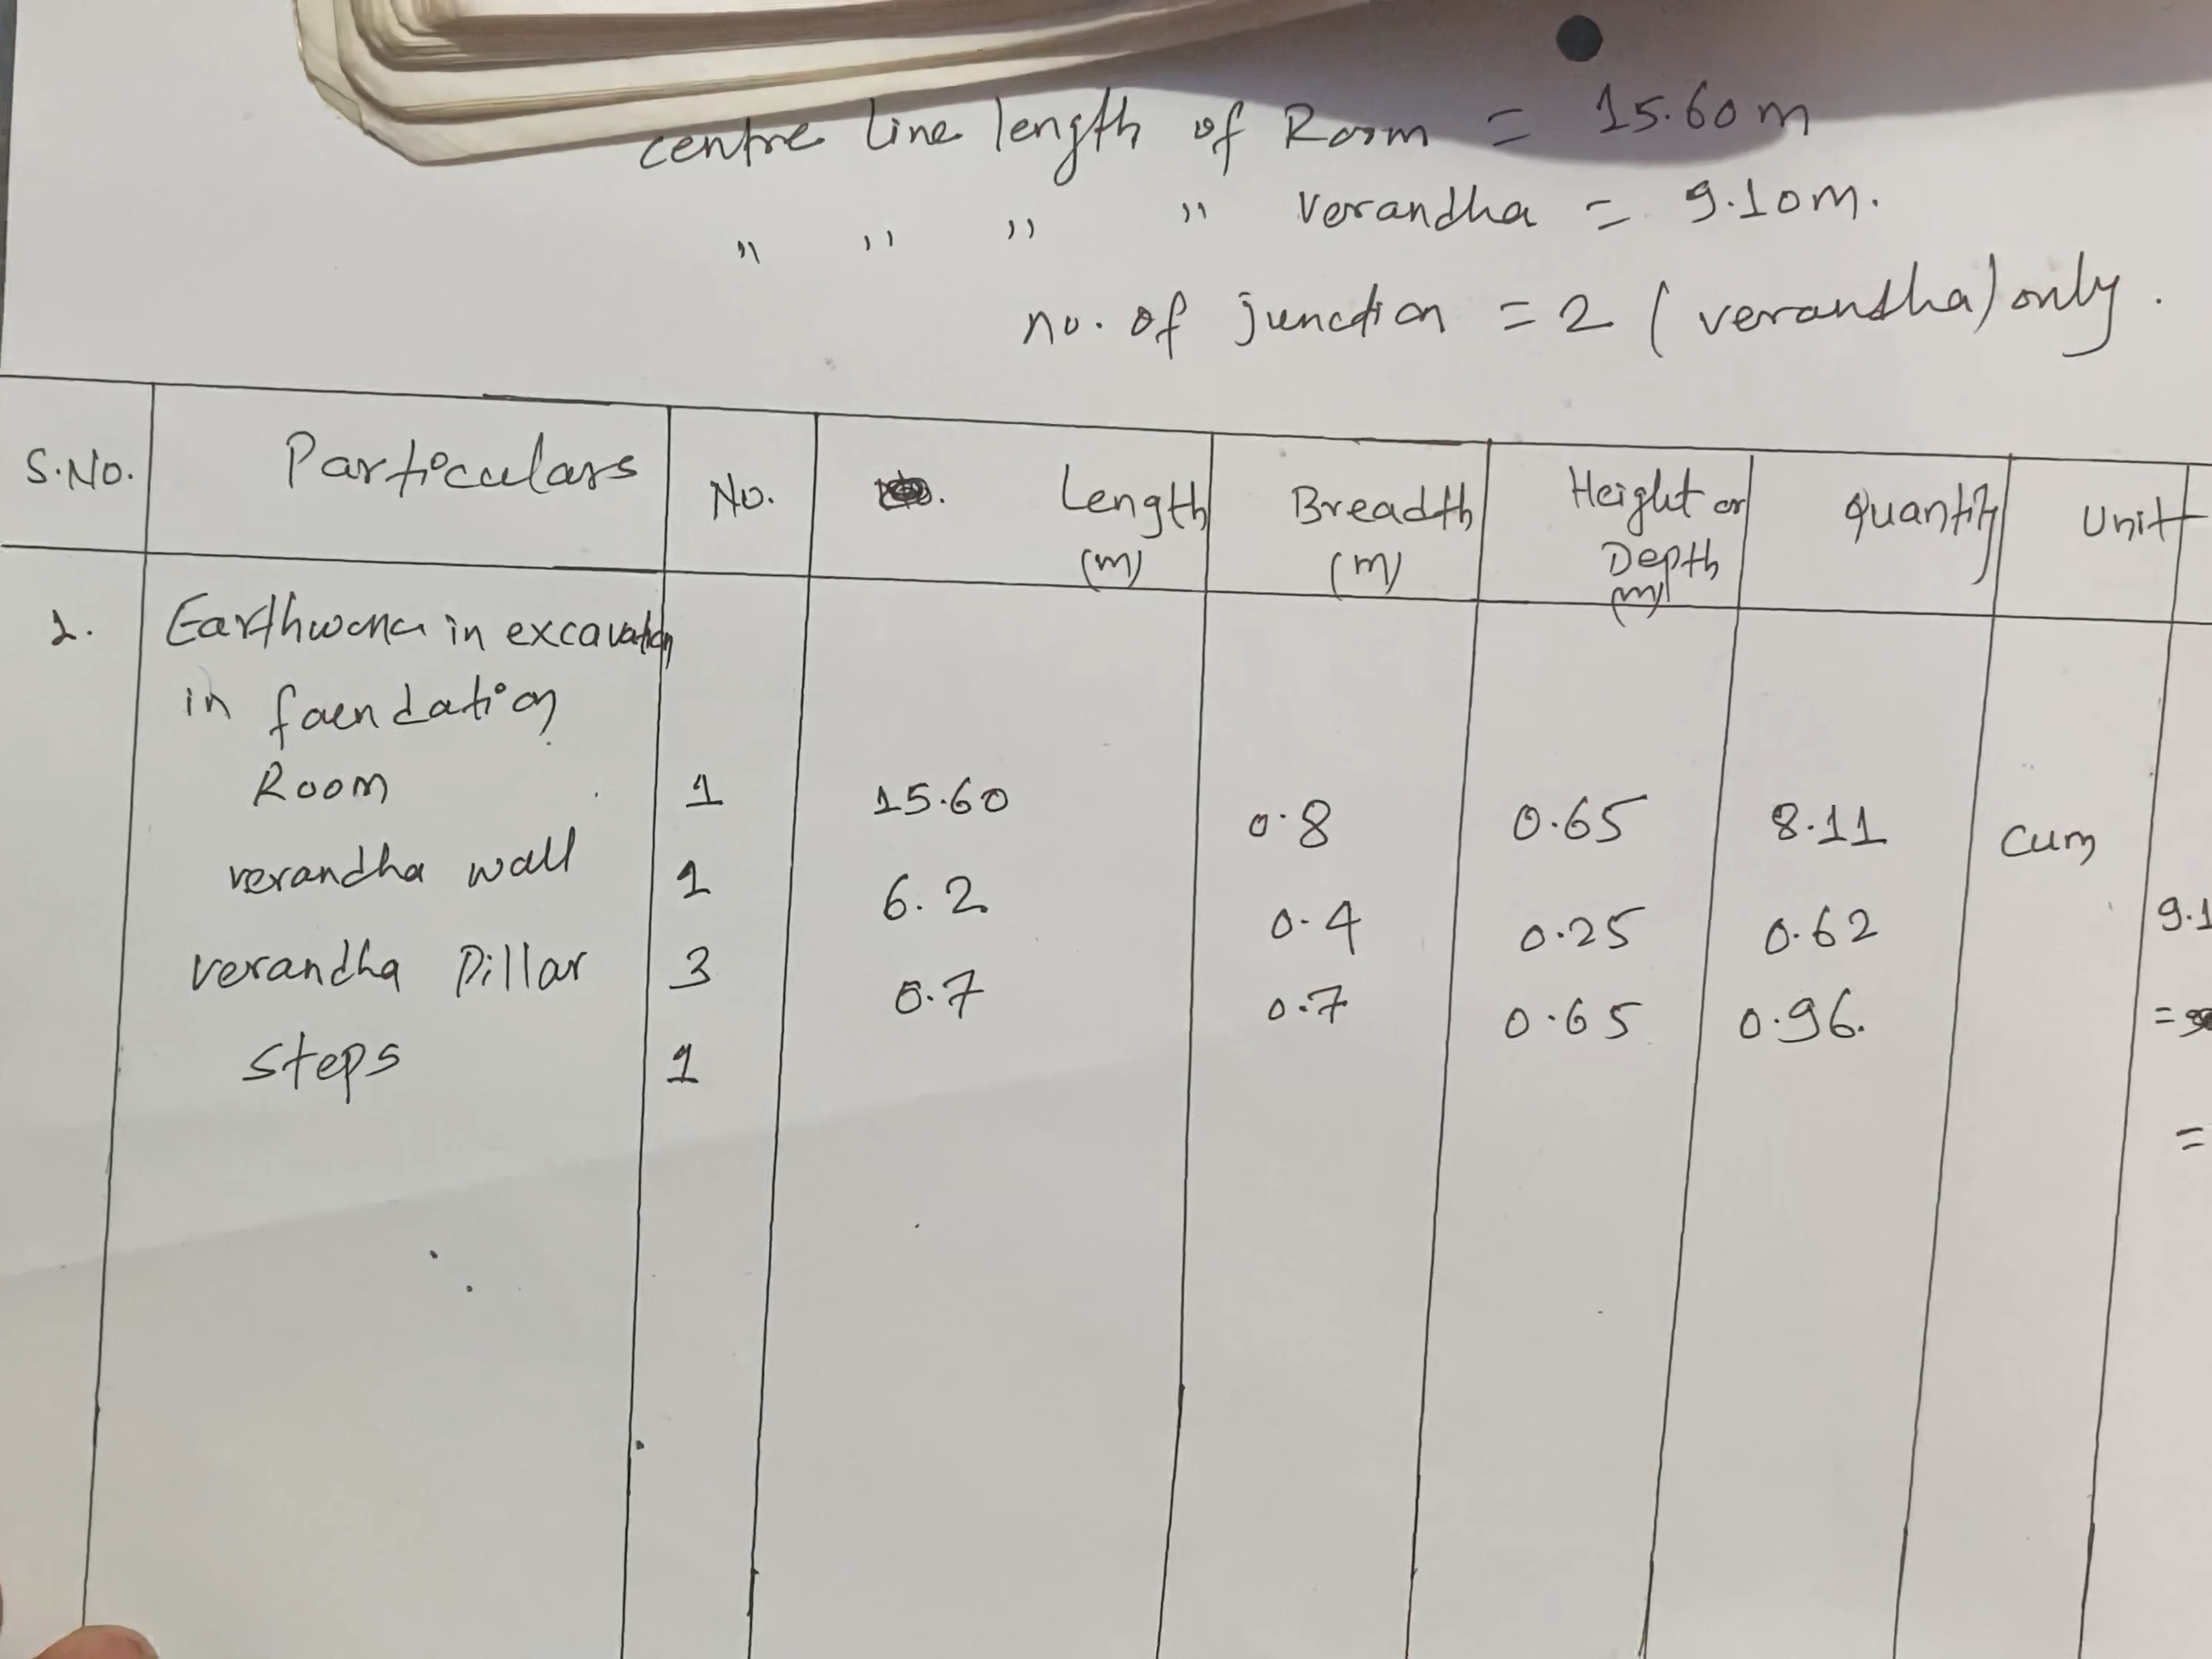 centre line length of Room = 15.60m
" " " " verandha = 9.10m.
no. of junction = 2 (verandha) only.
S.No. Particulars No. Length (m) Breadth (m) Height or Depth (m) Quantity Unit
1. Earthwork in excavation
in foundation
Room 1 15.60 0.8 0.65 8.11 Cum
verandha wall 1 6.2 0.4 0.25 0.62 9.1
verandha Pillar 3 0.7 0.7 0.65 0.96. =
Steps 1
=